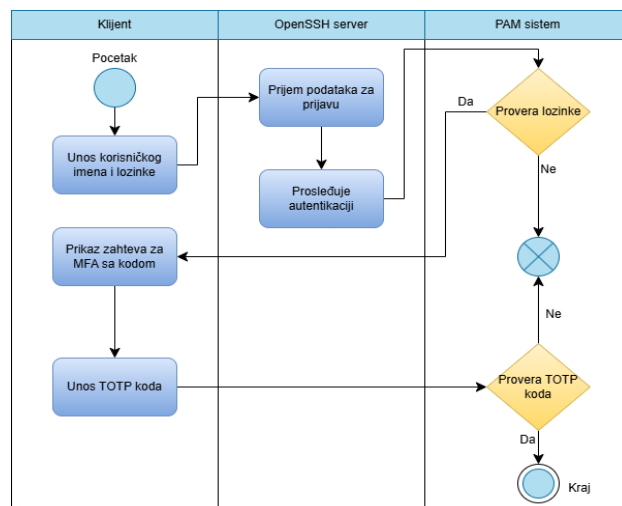 Klijent
OpenSSH server
PAM sistem
Pocetak
Unos korisničkog
imena i lozinke
Prijem podataka za
prijavu
Prosleđuje
autentikaciji
Provera lozinke
Da
Ne
Prikaz zahteva za
MFA sa kodom
Unos TOTP koda
Provera TOTP
koda
Ne
Da
Kraj